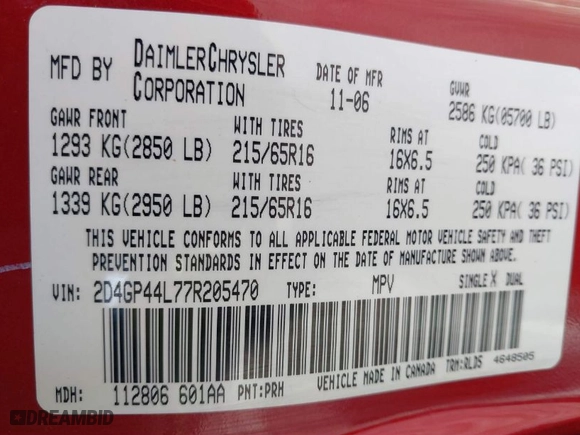 MFD BY DAIMLERCHRYSLER CORPORATION DATE OF MFR 11-06 GVWR 2586 KG(05700 LB)
GAWR FRONT WITH TIRES RIMS AT COLD
1293 KG(2850 LB) 215/65R16 16X6.5 250 KPA( 36 PSI)
GAWR REAR WITH TIRES RIMS AT COLD
1339 KG(2950 LB) 215/65R16 16X6.5 250 KPA( 36 PSI)
THIS VEHICLE CONFORMS TO ALL APPLICABLE FEDERAL MOTOR VEHICLE SAFETY AND THEFT
PREVENTION STANDARDS IN EFFECT ON THE DATE OF MANUFACTURE SHOWN ABOVE.
VIN: 2D4GP44L77R205470 TYPE: MPV SINGLE X DUAL
MDH: 112806 601AA PNT:PRH VEHICLE MADE IN CANADA TRM:RLD5 4648505
DREAMBID